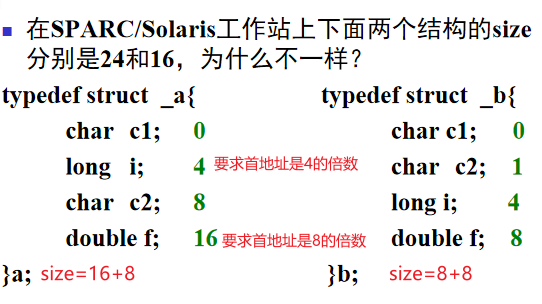 在SPARC/Solaris工作站上下面两个结构的size
分别是24和16，为什么不一样？
typedef struct _a{ typedef struct _b{
char c1; 0 char c1; 0
long i; 4 要求首地址是4的倍数 char c2; 1
char c2; 8 long i; 4
double f; 16 要求首地址是8的倍数 double f; 8
}a; size=16+8 }b; size=8+8